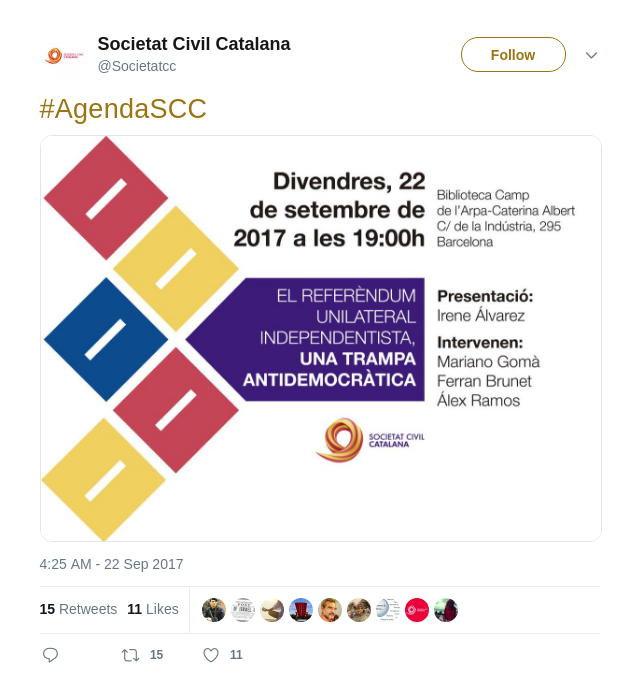 Societat Civil Catalana
@Societatcc
Follow
#AgendaSCC
Divendres, 22
de setembre de
2017 a les 19:00h
Biblioteca Camp
de l'Arpa-Caterina Albert
C/ de la Indústria, 295
Barcelona
EL REFERÈNDUM
UNILATERAL
INDEPENDENTISTA,
UNA TRAMPA
ANTIDEMOCRÀTICA
Presentació:
Irene Álvarez
Intervenen:
Mariano Gomà
Ferran Brunet
Álex Ramos
SOCIETAT CIVIL
CATALANA
4:25 AM - 22 Sep 2017
15 Retweets 11 Likes
15 11